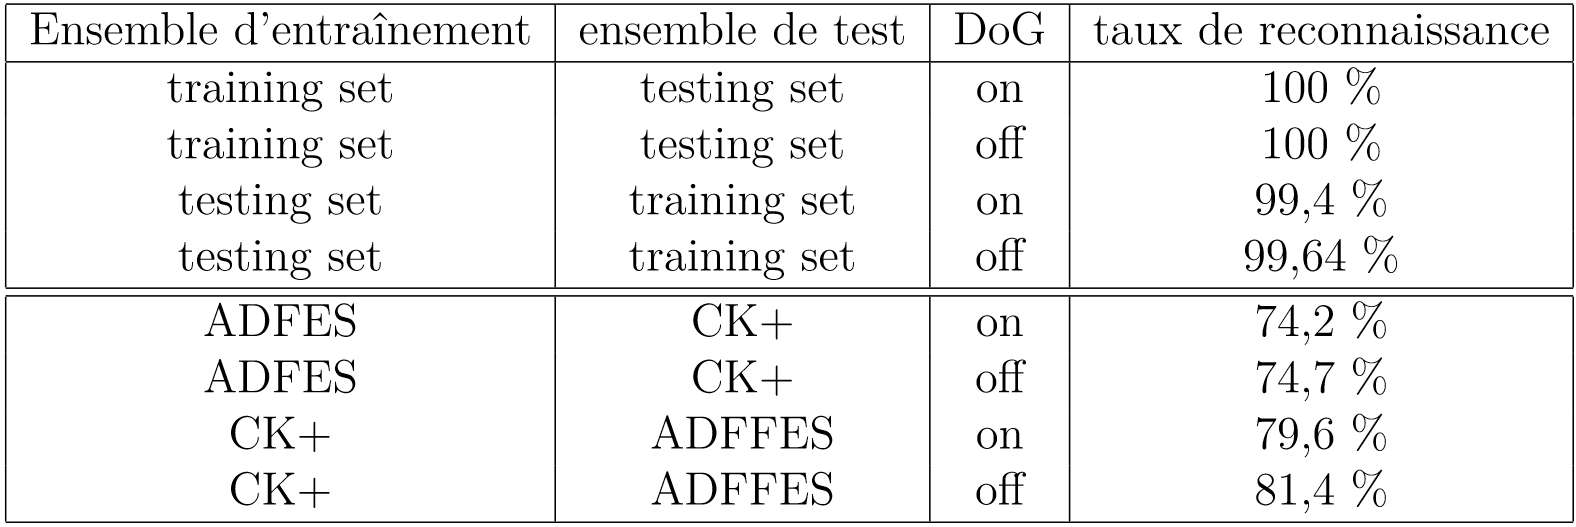 Ensemble d'entraînement ensemble de test DoG taux de reconnaissance
training set testing set on 100 %
training set testing set off 100 %
testing set training set on 99,4 %
testing set training set off 99,64 %
ADFES CK+ on 74,2 %
ADFES CK+ off 74,7 %
CK+ ADFFES on 79,6 %
CK+ ADFFES off 81,4 %